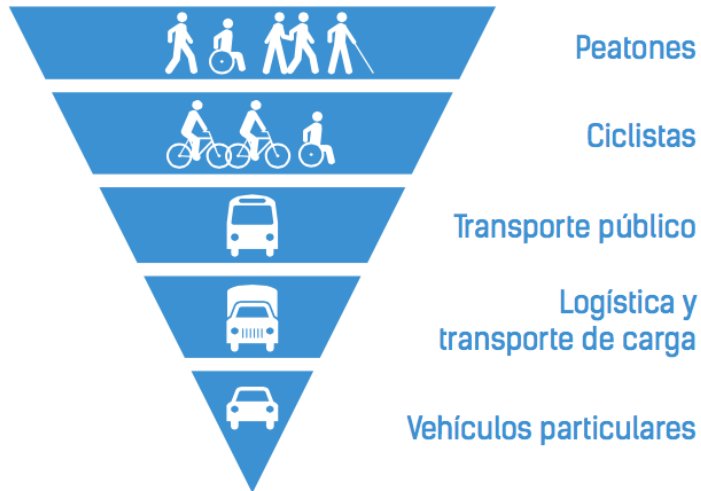 Peatones
Ciclistas
Transporte público
Logística y
transporte de carga
Vehículos particulares